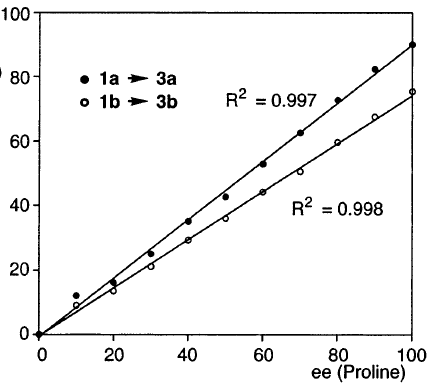 100
80
60
40
20
0
)
● 1a → 3a
○ 1b → 3b
R² = 0.997
R² = 0.998
0 20 40 60 80 100
ee (Proline)